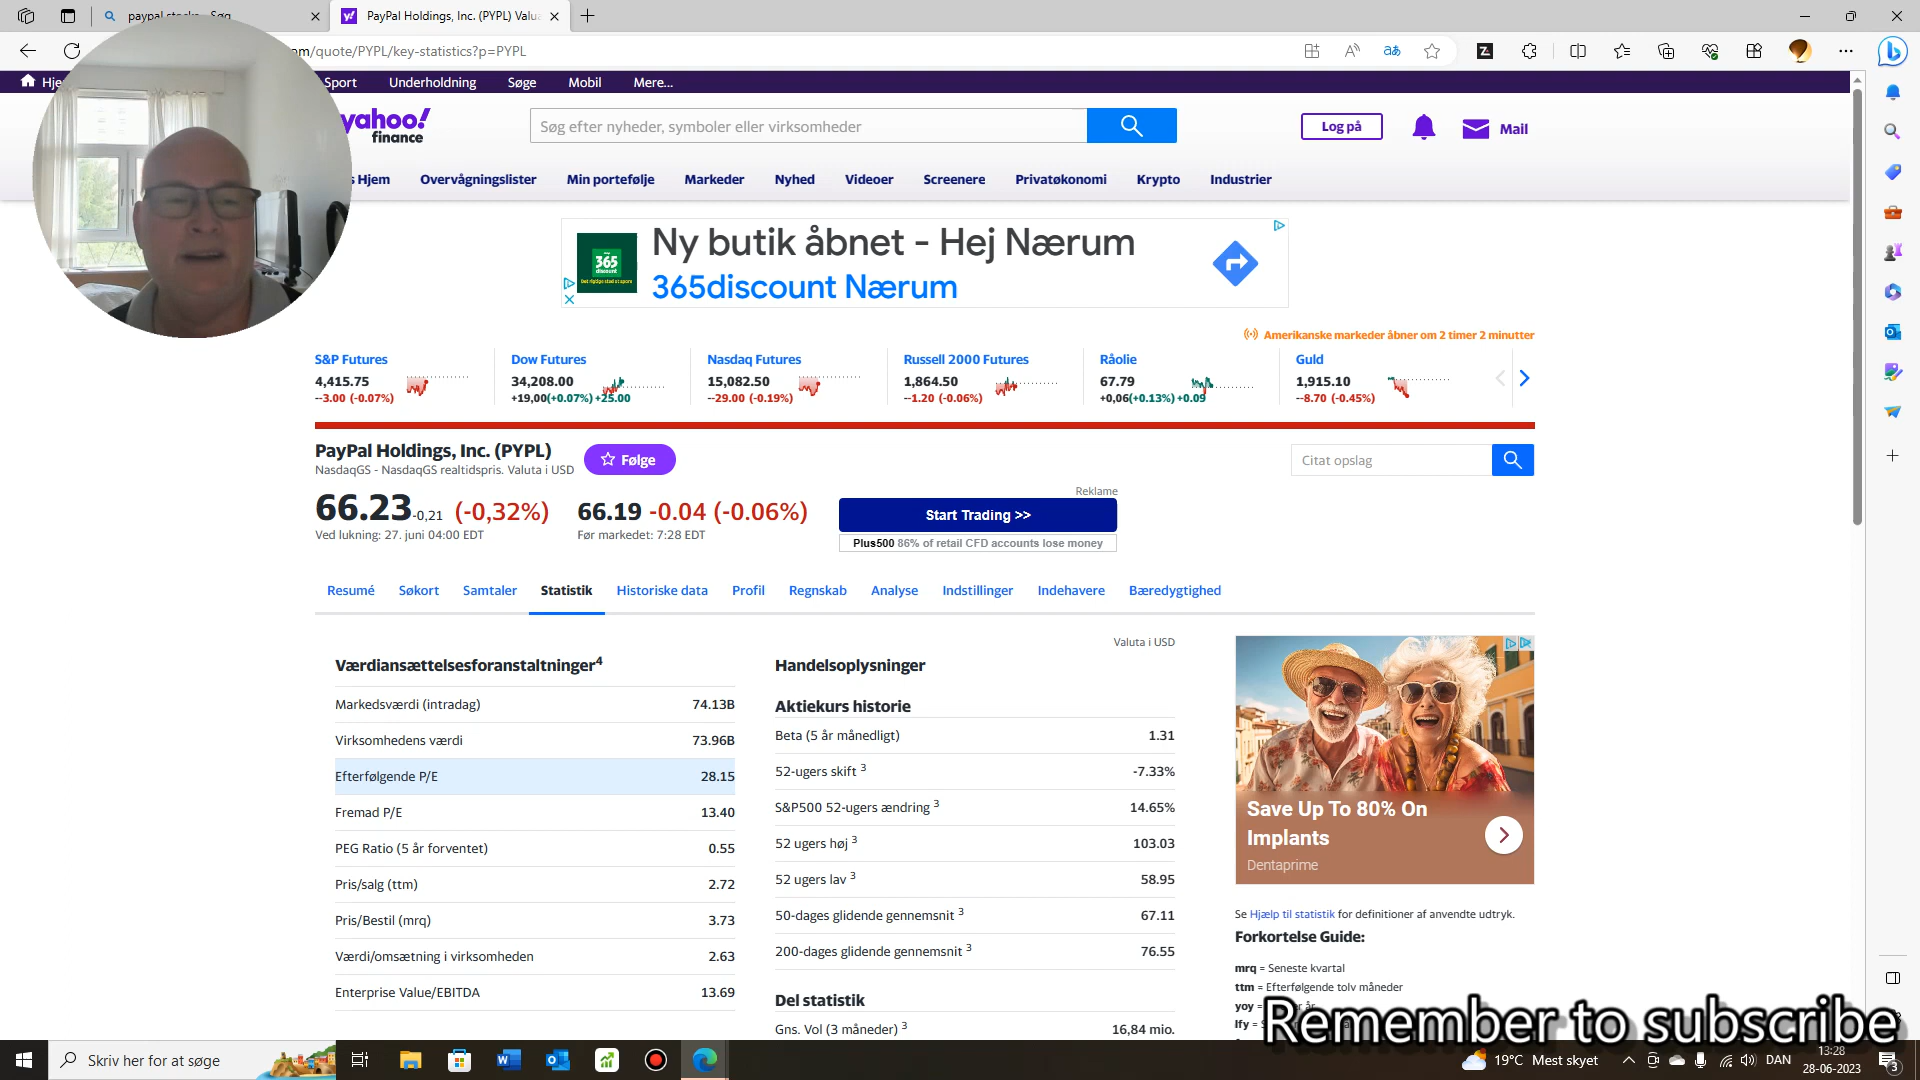 paypal stocks - Søg
PayPal Holdings, Inc. (PYPL) Valu
om/quote/PYPL/key-statistics?p=PYPL
Hje
Sport
Underholdning
Søge
Mobil
Mere...
yahoo!
finance
Søg efter nyheder, symboler eller virksomheder
Log på
Mail
s Hjem
Overvågningslister
Min portefølje
Markeder
Nyhed
Videoer
Screenere
Privatøkonomi
Krypto
Industrier
365
discount
Ny butik åbnet - Hej Nærum
365discount Nærum
Amerikanske markeder åbner om 2 timer 2 minutter
S&P Futures
4,415.75
--3.00 (-0.07%)
Dow Futures
34,208.00
+19,00(+0.07%) +25.00
Nasdaq Futures
15,082.50
--29.00 (-0.19%)
Russell 2000 Futures
1,864.50
--1.20 (-0.06%)
Råolie
67.79
+0,06(+0.13%) +0.09
Guld
1,915.10
--8.70 (-0.45%)
PayPal Holdings, Inc. (PYPL)
NasdaqGS - NasdaqGS realtidspris. Valuta i USD
Følge
Citat opslag
66.23 -0,21 (-0,32%)
Ved lukning: 27. juni 04:00 EDT
66.19 -0.04 (-0.06%)
Før markedet: 7:28 EDT
Reklame
Start Trading >>
Plus500 86% of retail CFD accounts lose money
Resumé
Søkort
Samtaler
Statistik
Historiske data
Profil
Regnskab
Analyse
Indstillinger
Indehavere
Bæredygtighed
Valuta i USD
Værdiansættelsesforanstaltninger4
Markedsværdi (intradag) 74.13B
Virksomhedens værdi 73.96B
Efterfølgende P/E 28.15
Fremad P/E 13.40
PEG Ratio (5 år forventet) 0.55
Pris/salg (ttm) 2.72
Pris/Bestil (mrq) 3.73
Værdi/omsætning i virksomheden 2.63
Enterprise Value/EBITDA 13.69
Handelsoplysninger
Aktiekurs historie
Beta (5 år månedligt) 1.31
52-ugers skift 3 -7.33%
S&P500 52-ugers ændring 3 14.65%
52 ugers høj 3 103.03
52 ugers lav 3 58.95
50-dages glidende gennemsnit 3 67.11
200-dages glidende gennemsnit 3 76.55
Del statistik
Gns. Vol (3 måneder) 3 16,84 mio.
Save Up To 80% On
Implants
Dentaprime
Se Hjælp til statistik for definitioner af anvendte udtryk.
Forkortelse Guide:
mrq = Seneste kvartal
ttm = Efterfølgende tolv måneder
yoy =
lfy =
Remember to subscribe
Skriv her for at søge
19°C Mest skyet
DAN
13:28
28-06-2023
3